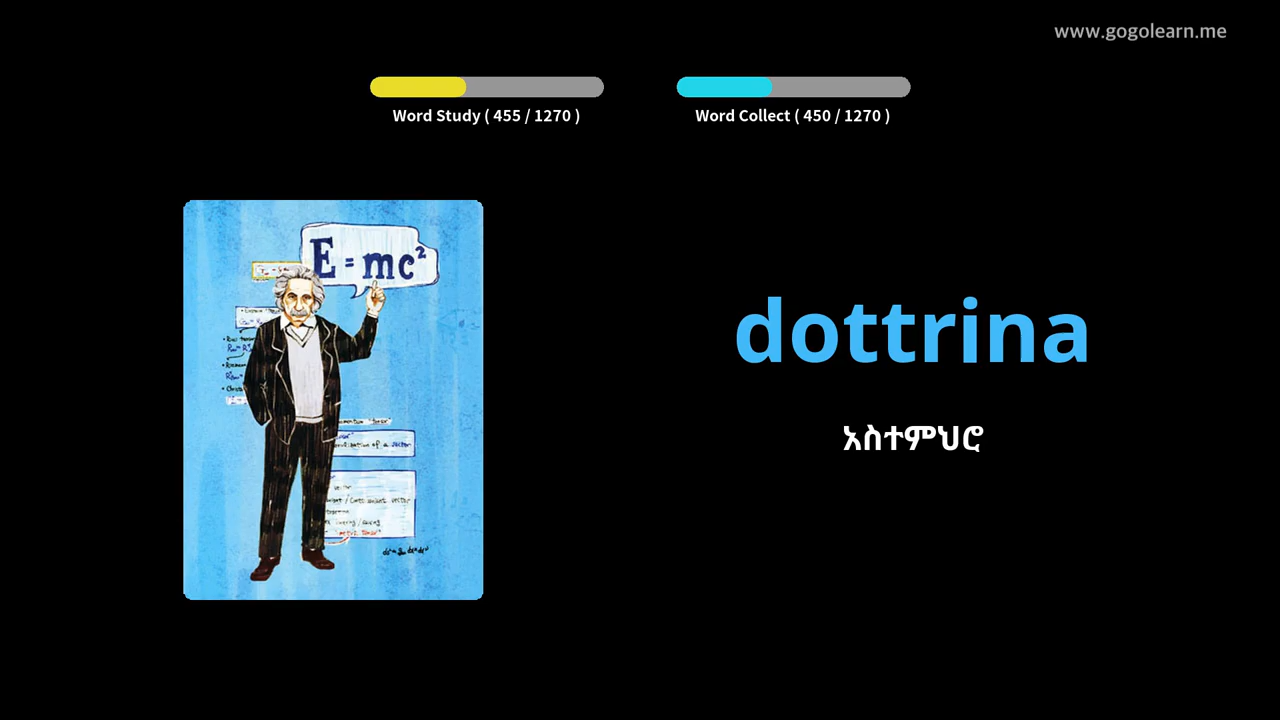 www.gogolearn.me
Word Study ( 455 / 1270 )
Word Collect ( 450 / 1270 )
E = mc²
dottrina
አስተምህሮ